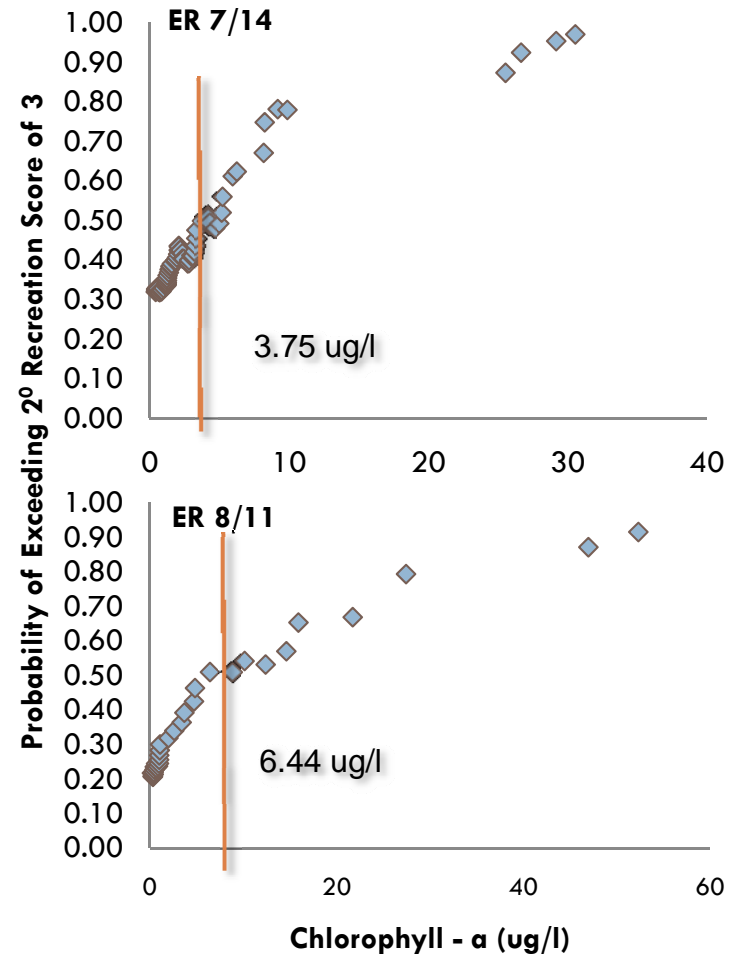 Probability of Exceeding 2⁰ Recreation Score of 3
ER 7/14
1.00
0.90
0.80
0.70
0.60
0.50
0.40
0.30
0.20
0.10
0.00
3.75 ug/l
0 10 20 30 40
ER 8/11
1.00
0.90
0.80
0.70
0.60
0.50
0.40
0.30
0.20
0.10
0.00
6.44 ug/l
0 20 40 60
Chlorophyll - a (ug/l)